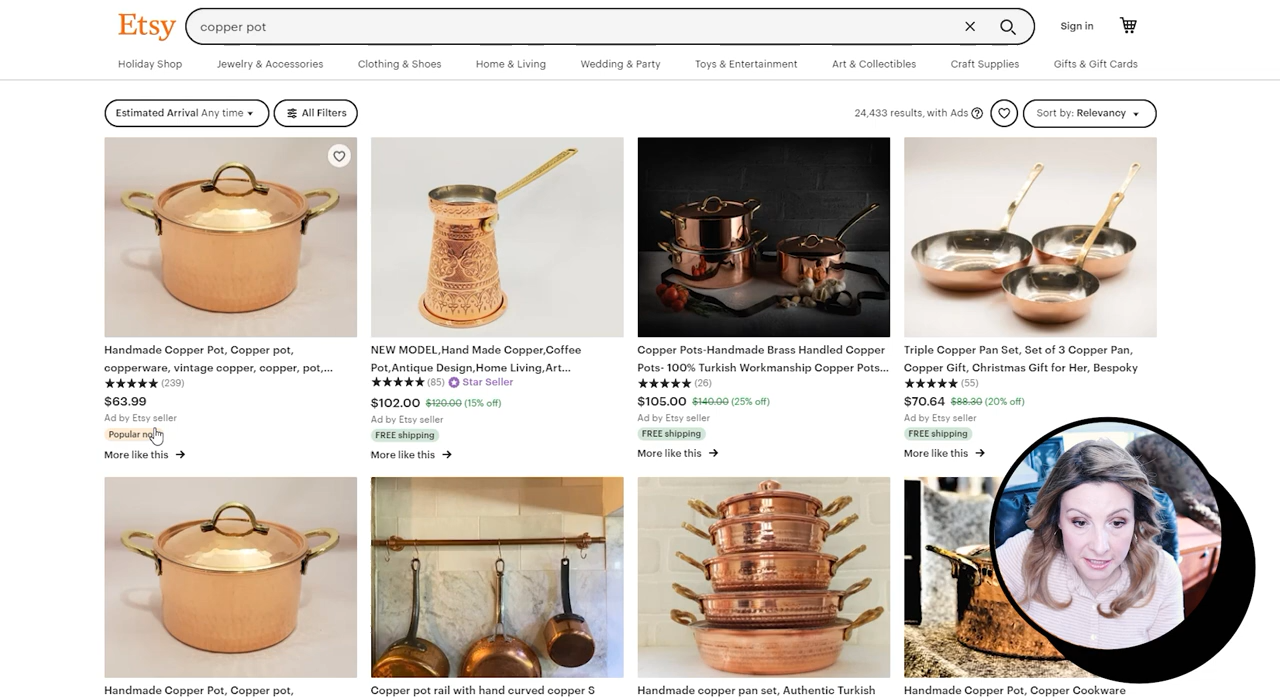 Etsy
copper pot
Sign in
Holiday Shop
Jewelry & Accessories
Clothing & Shoes
Home & Living
Wedding & Party
Toys & Entertainment
Art & Collectibles
Craft Supplies
Gifts & Gift Cards
Estimated Arrival Any time
All Filters
24,433 results, with Ads
Sort by: Relevancy
Handmade Copper Pot, Copper pot,
copperware, vintage copper, copper, pot,...
(239)
$63.99
Ad by Etsy seller
Popular no
More like this
NEW MODEL,Hand Made Copper,Coffee
Pot,Antique Design,Home Living,Art...
(85) Star Seller
$102.00 $120.00 (15% off)
Ad by Etsy seller
FREE shipping
More like this
Copper Pots-Handmade Brass Handled Copper
Pots- 100% Turkish Workmanship Copper Pots...
(26)
$105.00 $140.00 (25% off)
Ad by Etsy seller
FREE shipping
More like this
Triple Copper Pan Set, Set of 3 Copper Pan,
Copper Gift, Christmas Gift for Her, Bespoky
(55)
$70.64 $88.30 (20% off)
Ad by Etsy seller
FREE shipping
More like this
Handmade Copper Pot, Copper pot,
Copper pot rail with hand curved copper S
Handmade copper pan set, Authentic Turkish
Handmade Copper Pot, Copper Cookware